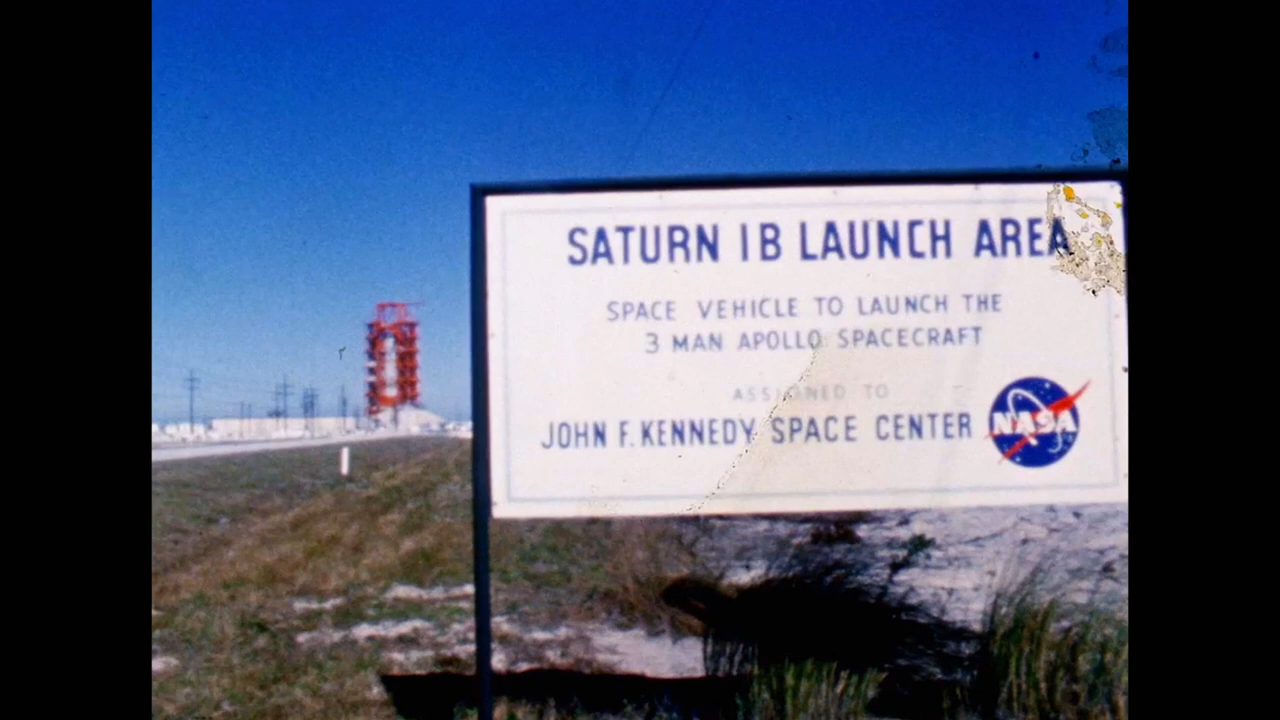 SATURN IB LAUNCH AREA
SPACE VEHICLE TO LAUNCH THE
3 MAN APOLLO SPACECRAFT
ASSIGNED TO
JOHN F. KENNEDY SPACE CENTER
NASA